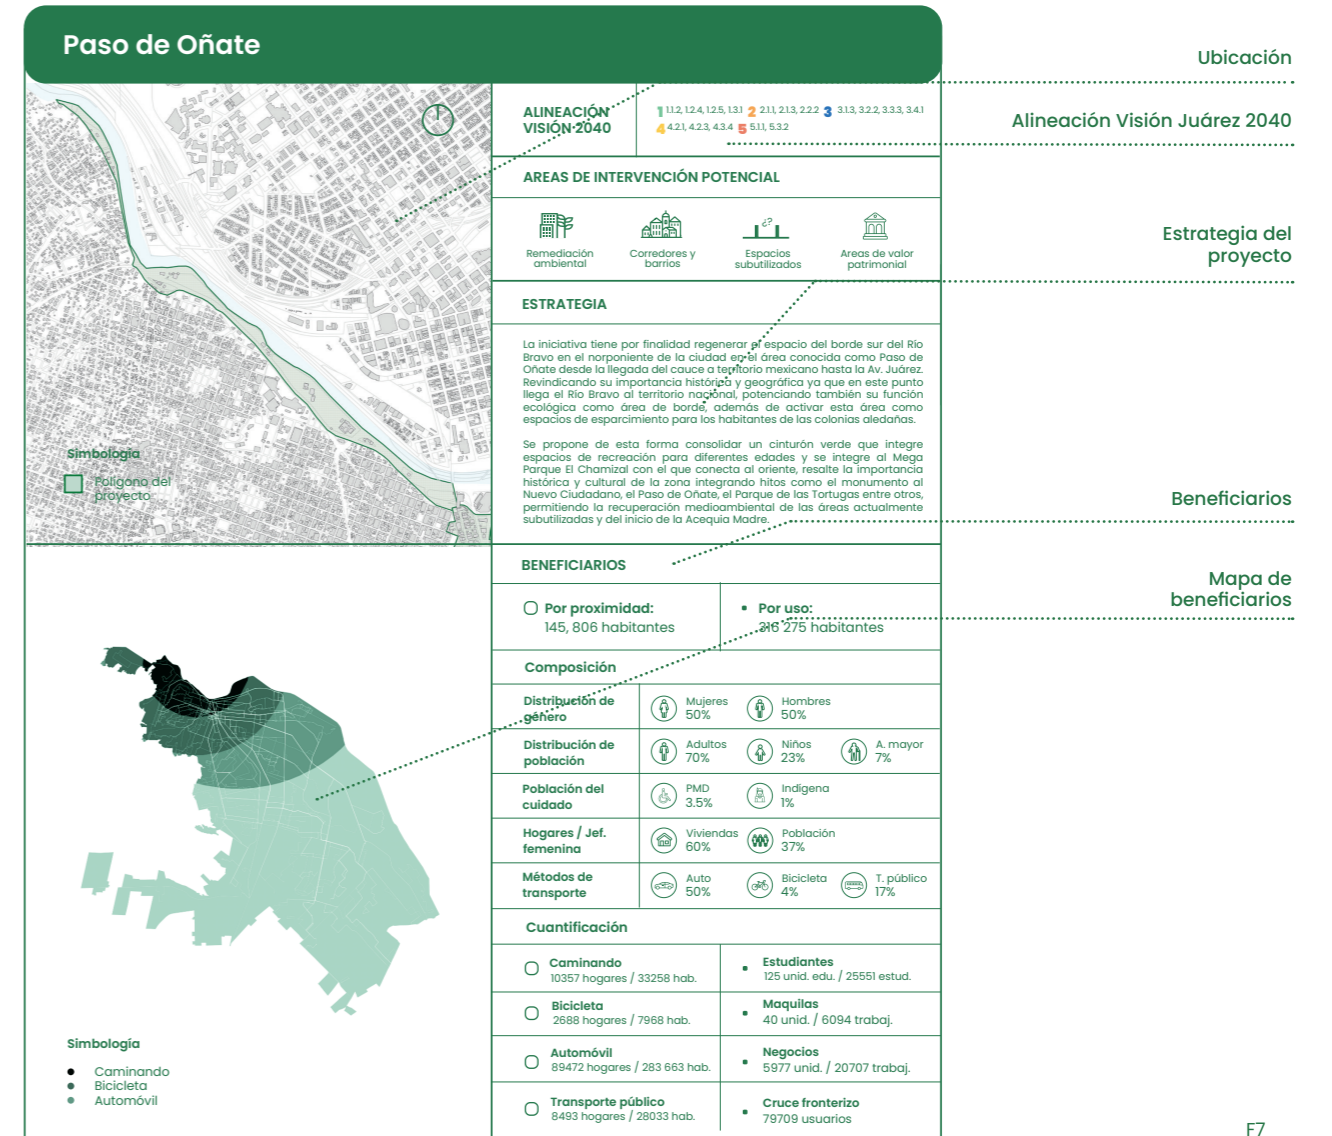 Paso de Oñate
Simbología
Polígono del
proyecto
ALINEACIÓN
VISIÓN 2040
1 1.1.2, 1.2.4, 1.2.5, 1.3.1 2 2.1.1, 2.1.3, 2.2.2 3 3.1.3, 3.2.2, 3.3.3, 3.4.1
4 4.2.1, 4.2.3, 4.3.4 5 5.1.1, 5.3.2
AREAS DE INTERVENCIÓN POTENCIAL
Remediación
ambiental
Corredores y
barrios
¿?
Espacios
subutilizados
Areas de valor
patrimonial
ESTRATEGIA
La iniciativa tiene por finalidad regenerar el espacio del borde sur del Río
Bravo en el norponiente de la ciudad en el área conocida como Paso de
Oñate desde la llegada del cauce a territorio mexicano hasta la Av. Juárez.
Revindicando su importancia histórica y geográfica ya que en este punto
llega el Río Bravo al territorio nacional, potenciando también su función
ecológica como área de borde, además de activar esta área como
espacios de esparcimiento para los habitantes de las colonias aledañas.
Se propone de esta forma consolidar un cinturón verde que integre
espacios de recreación para diferentes edades y se integre al Mega
Parque El Chamizal con el que conecta al oriente, resalte la importancia
histórica y cultural de la zona integrando hitos como el monumento al
Nuevo Ciudadano, el Paso de Oñate, el Parque de las Tortugas entre otros,
permitiendo la recuperación medioambiental de las áreas actualmente
subutilizadas y del inicio de la Acequia Madre.
BENEFICIARIOS
Por proximidad:
145, 806 habitantes
Por uso:
316 275 habitantes
Composición
Distribución de
género
Mujeres
50%
Hombres
50%
Distribución de
población
Adultos
70%
Niños
23%
A. mayor
7%
Población del
cuidado
PMD
3.5%
Indígena
1%
Hogares / Jef.
femenina
Viviendas
60%
Población
37%
Métodos de
transporte
Auto
50%
Bicicleta
4%
T. público
17%
Cuantificación
Caminando
10357 hogares / 33258 hab.
Estudiantes
125 unid. edu. / 25551 estud.
Bicicleta
2688 hogares / 7968 hab.
Maquilas
40 unid. / 6094 trabaj.
Automóvil
89472 hogares / 283 663 hab.
Negocios
5977 unid. / 20707 trabaj.
Transporte público
8493 hogares / 28033 hab.
Cruce fronterizo
79709 usuarios
Simbología
Caminando
Bicicleta
Automóvil
Ubicación
Alineación Visión Juárez 2040
Estrategia del
proyecto
Beneficiarios
Mapa de
beneficiarios
F7